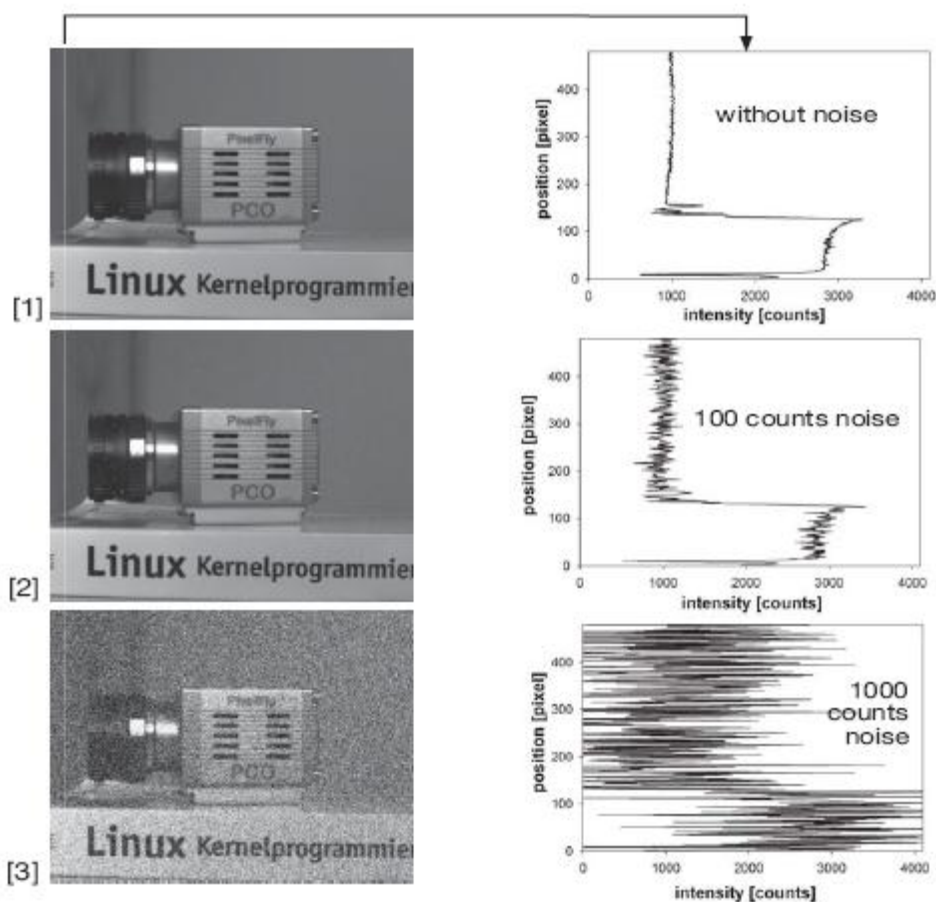 PixelFly
PCO
Linux Kernelprogrammier
[1]
position [pixel]
400
300
200
100
0
0 1000 2000 3000 4000
intensity [counts]
without noise
PixelFly
PCO
Linux Kernelprogrammier
[2]
position [pixel]
400
300
200
100
0
0 1000 2000 3000 4000
intensity [counts]
100 counts noise
PixelFly
PCO
Linux Kernelprogrammier
[3]
position [pixel]
400
300
200
100
0
0 1000 2000 3000 4000
intensity [counts]
1000
counts
noise